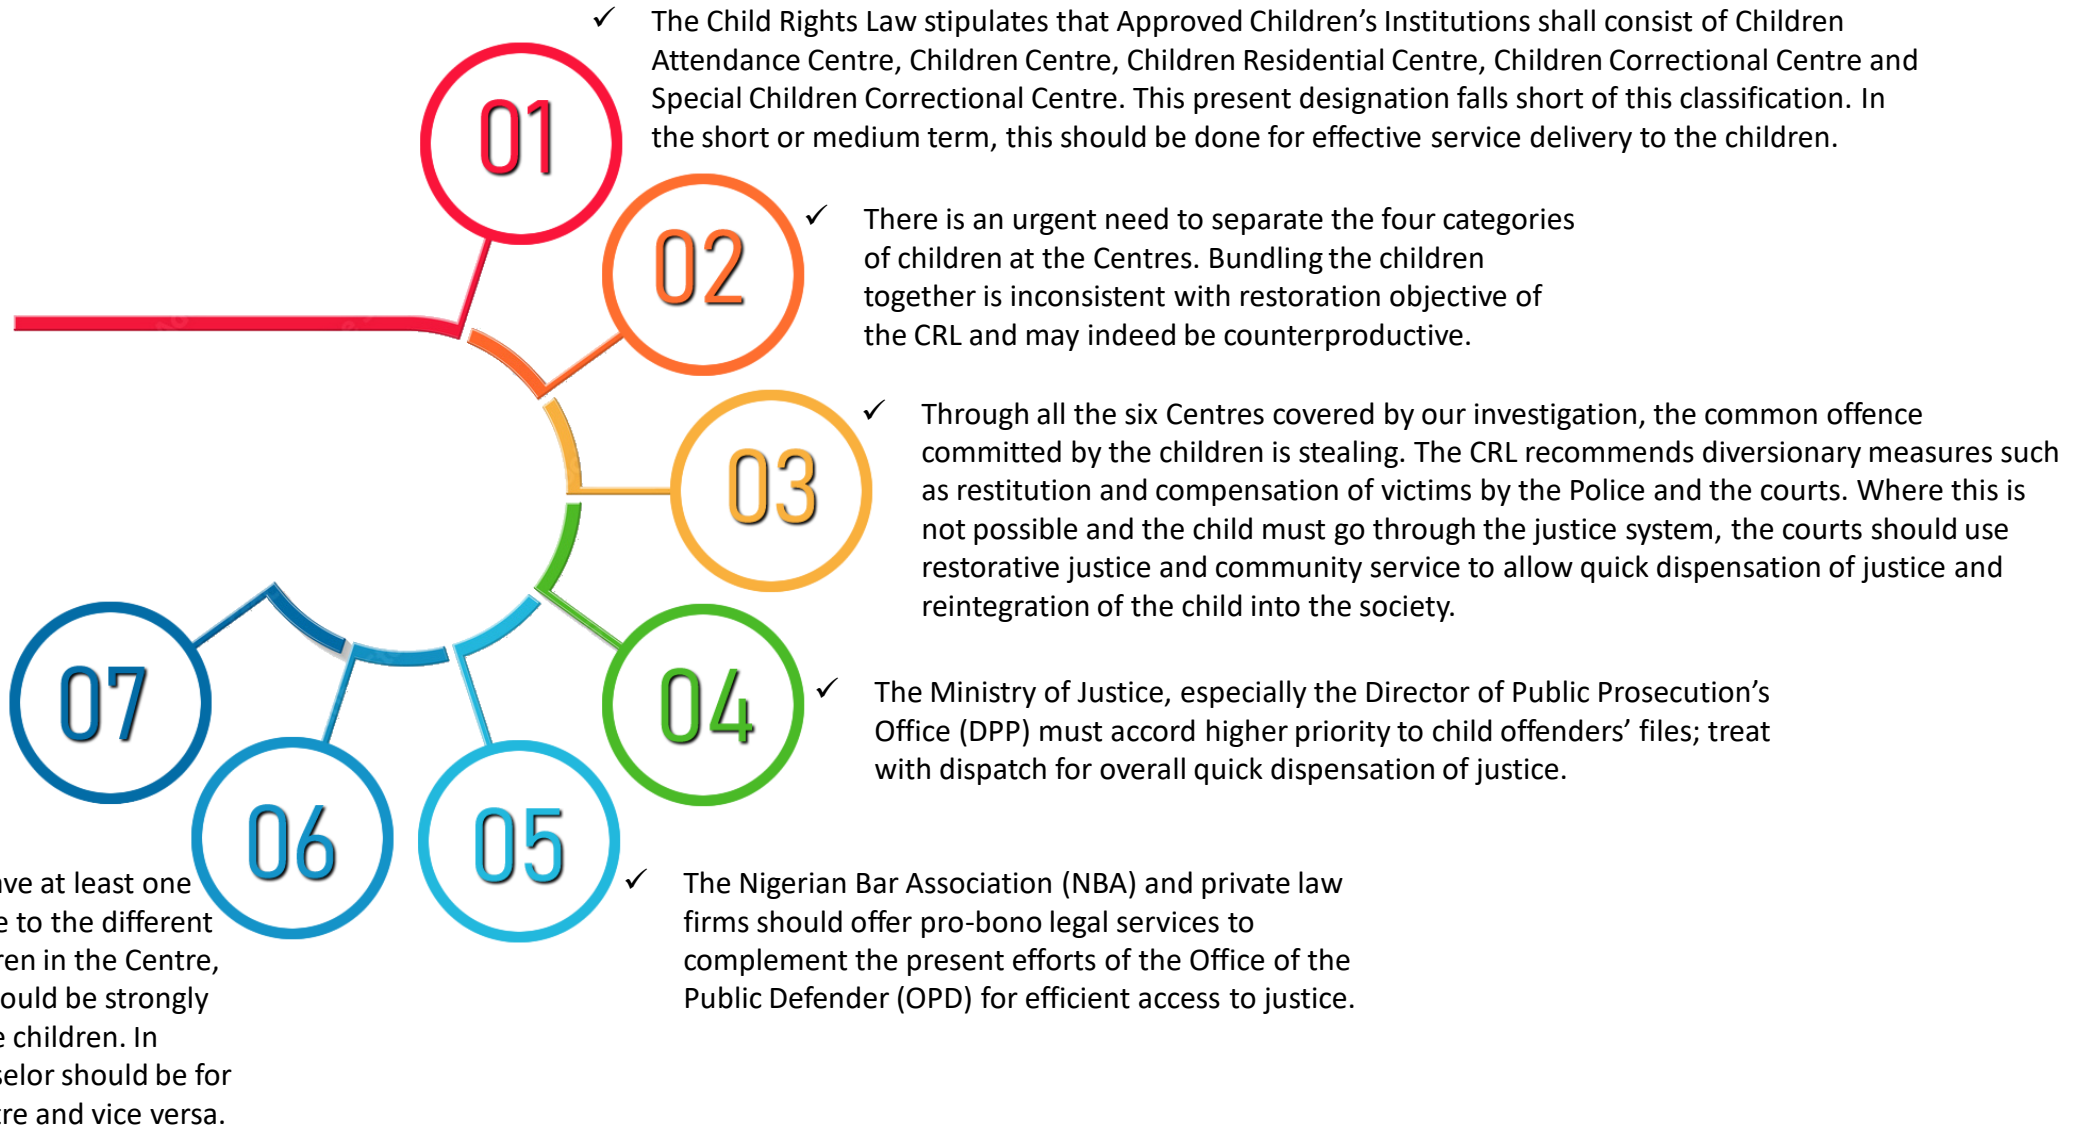 ✓ The Child Rights Law stipulates that Approved Children’s Institutions shall consist of Children
Attendance Centre, Children Centre, Children Residential Centre, Children Correctional Centre and
Special Children Correctional Centre. This present designation falls short of this classification. In
the short or medium term, this should be done for effective service delivery to the children.
01
02
✓ There is an urgent need to separate the four categories
of children at the Centres. Bundling the children
together is inconsistent with restoration objective of
the CRL and may indeed be counterproductive.
03
✓ Through all the six Centres covered by our investigation, the common offence
committed by the children is stealing. The CRL recommends diversionary measures such
as restitution and compensation of victims by the Police and the courts. Where this is
not possible and the child must go through the justice system, the courts should use
restorative justice and community service to allow quick dispensation of justice and
reintegration of the child into the society.
04
✓ The Ministry of Justice, especially the Director of Public Prosecution’s
Office (DPP) must accord higher priority to child offenders’ files; treat
with dispatch for overall quick dispensation of justice.
05
✓ The Nigerian Bar Association (NBA) and private law
firms should offer pro-bono legal services to
complement the present efforts of the Office of the
Public Defender (OPD) for efficient access to justice.
06
07
at least one
to the different
in the Centre,
should be strongly
children. In
should be for
and vice versa.